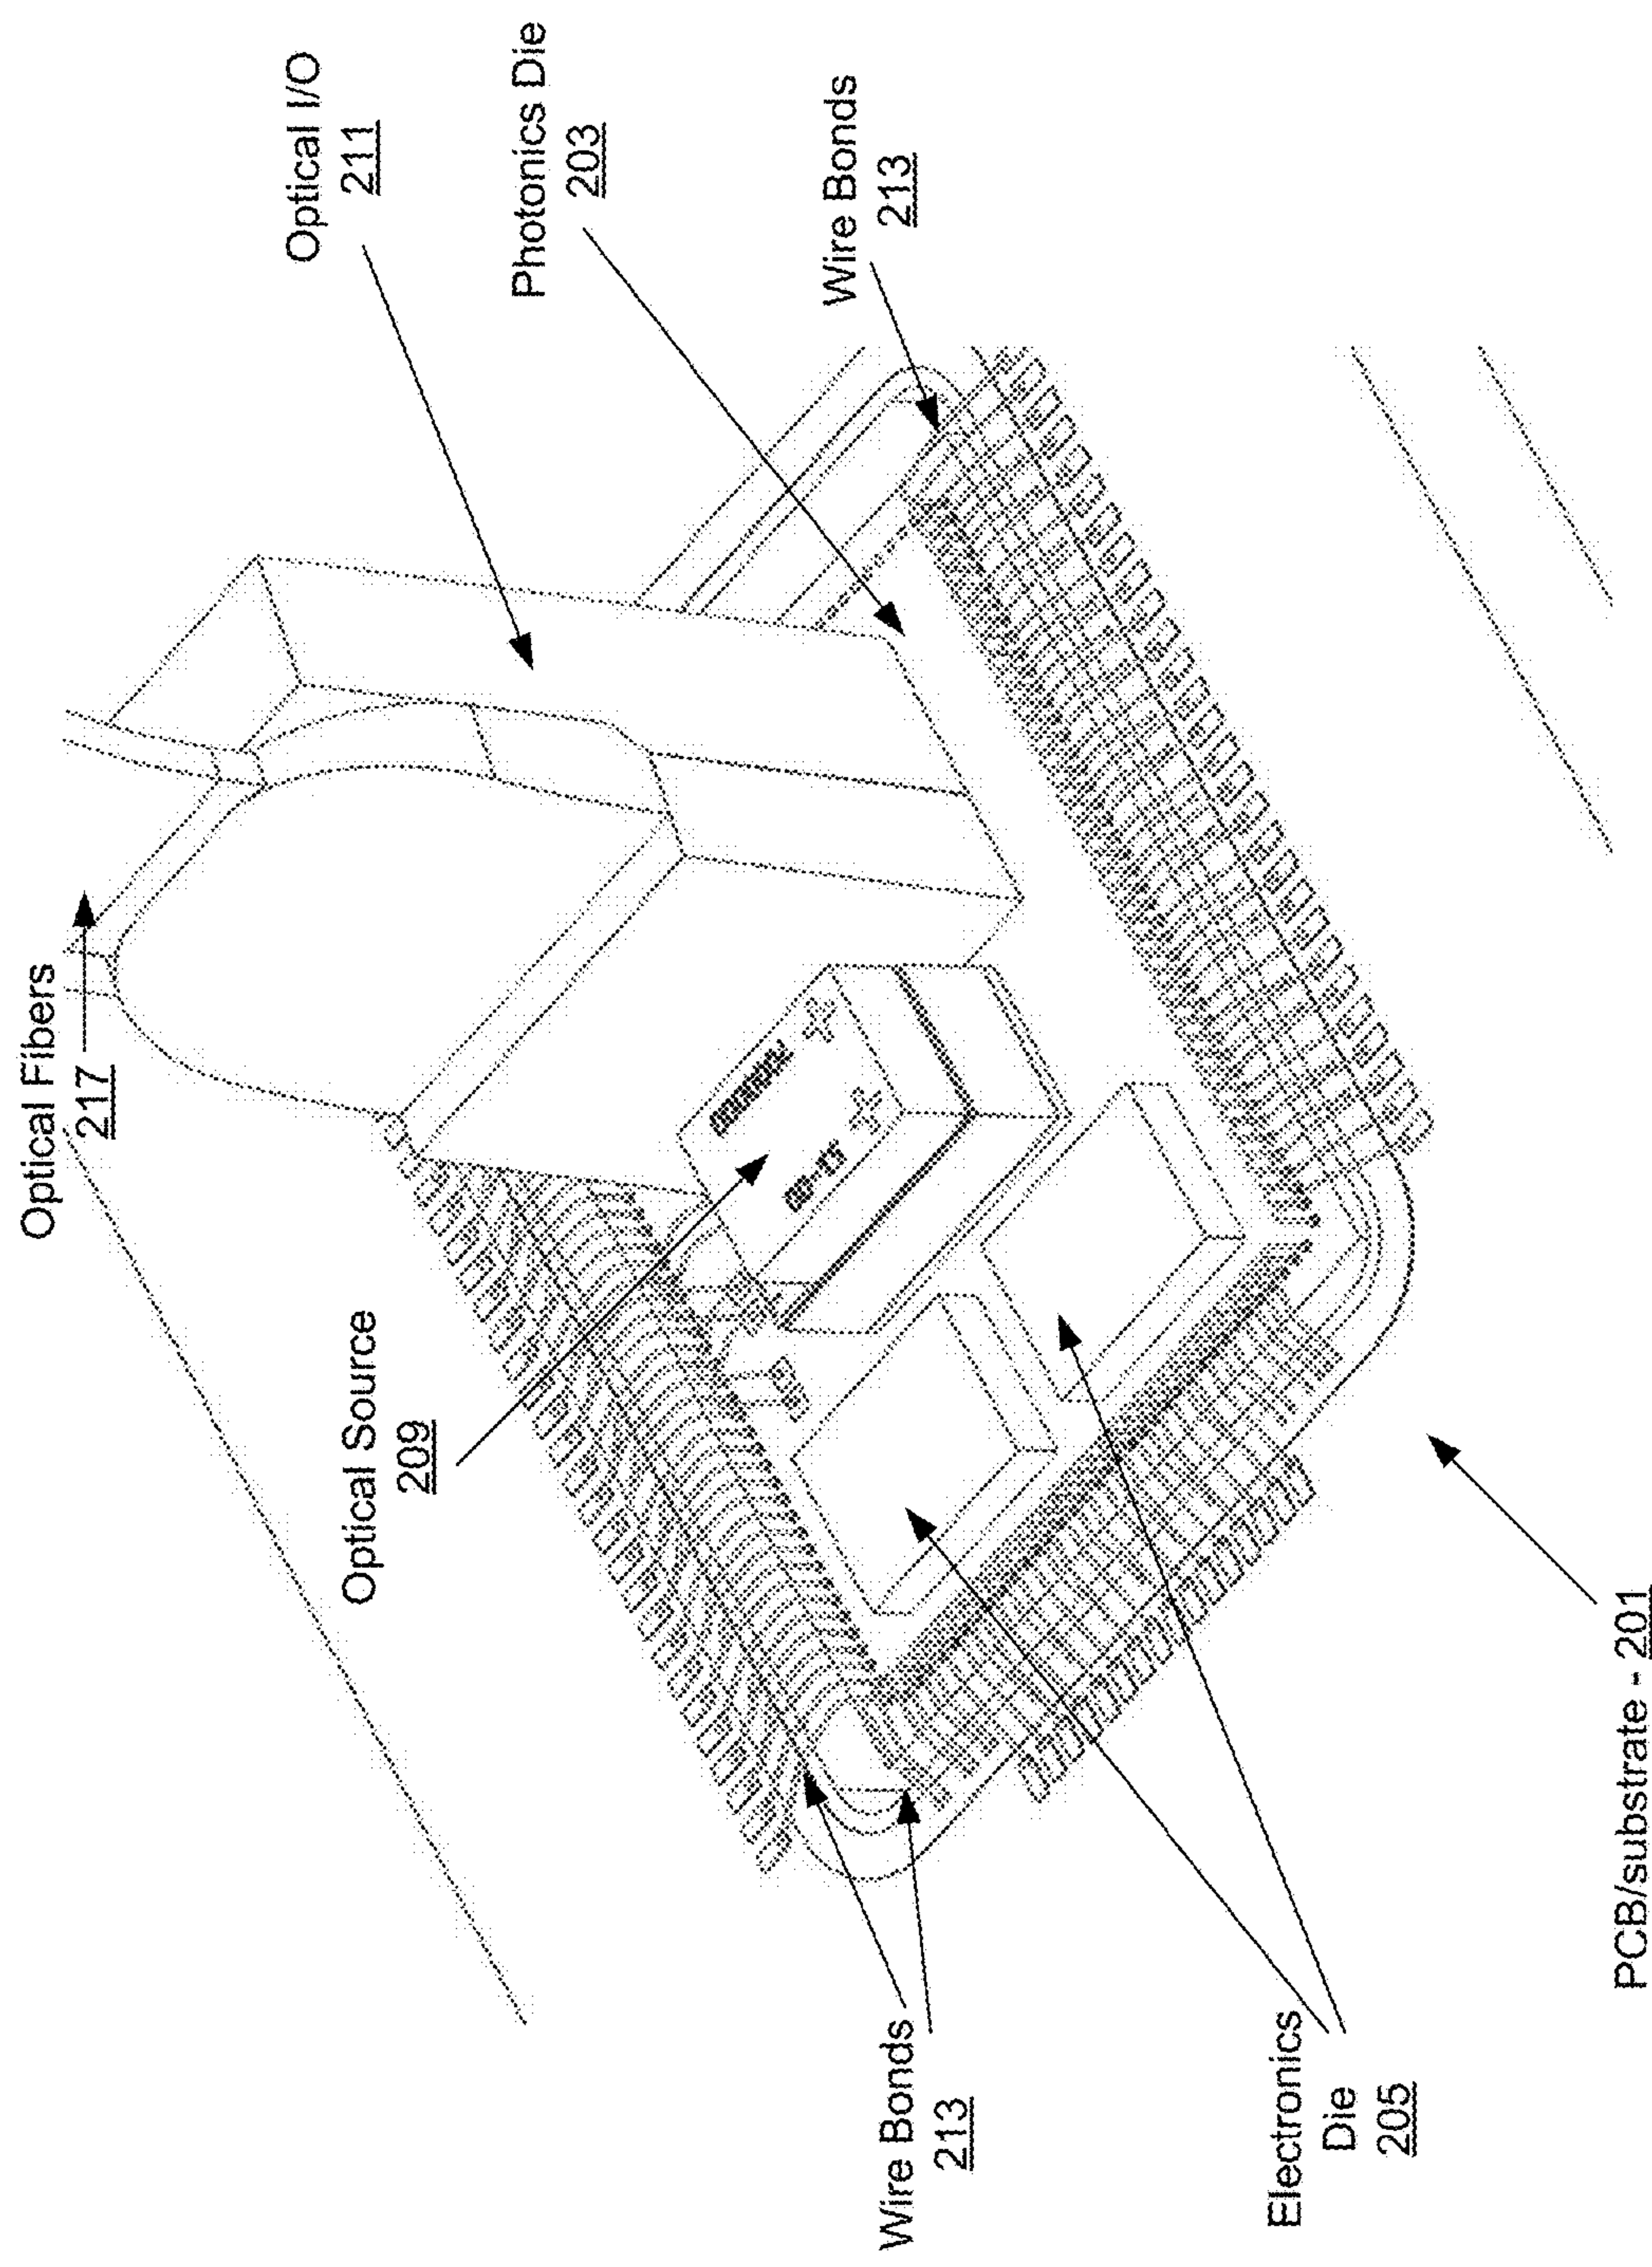 Optical Fibers
217
Optical I/O
211
Optical Source
209
Photonics Die
203
Wire Bonds
213
Wire Bonds
213
Electronics
Die
205
PCB/substrate - 201